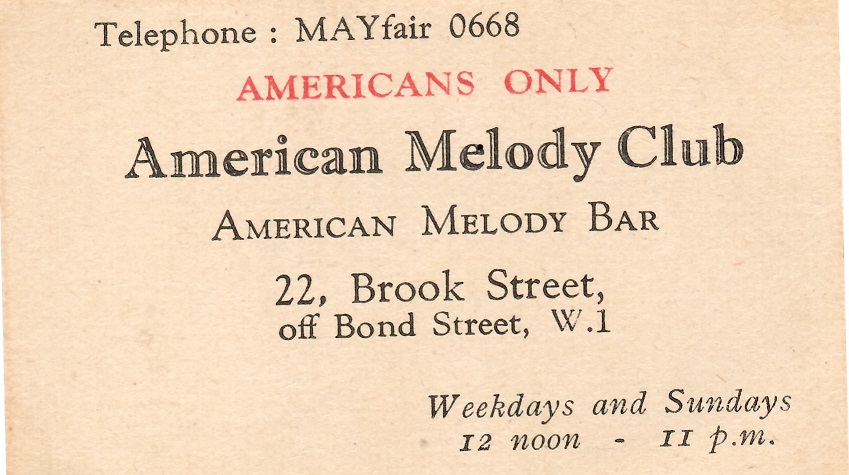 Telephone : MAYfair 0668
AMERICANS ONLY
American Melody Club
AMERICAN MELODY BAR
22, Brook Street,
off Bond Street, W.1
Weekdays and Sundays
12 noon - 11 p.m.